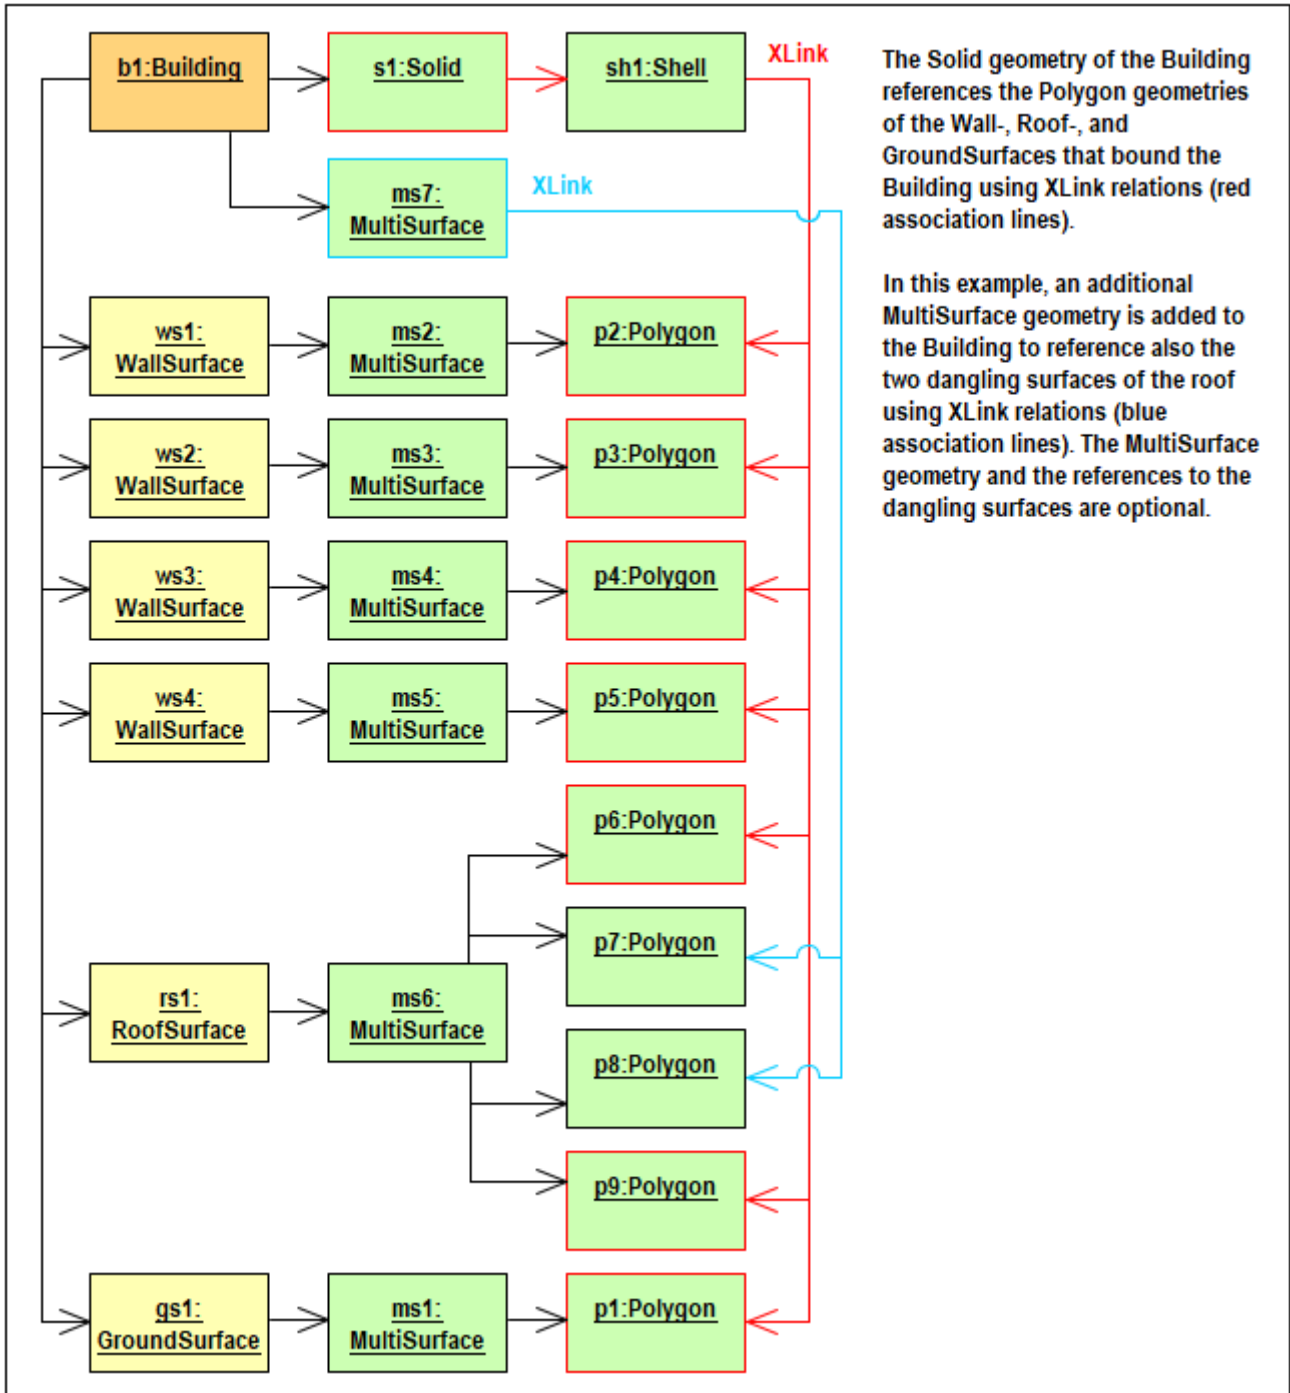 b1:Building
s1:Solid
sh1:Shell
XLink
ms7:
MultiSurface
XLink
ws1:
WallSurface
ms2:
MultiSurface
p2:Polygon
ws2:
WallSurface
ms3:
MultiSurface
p3:Polygon
ws3:
WallSurface
ms4:
MultiSurface
p4:Polygon
ws4:
WallSurface
ms5:
MultiSurface
p5:Polygon
p6:Polygon
p7:Polygon
rs1:
RoofSurface
ms6:
MultiSurface
p8:Polygon
p9:Polygon
gs1:
GroundSurface
ms1:
MultiSurface
p1:Polygon
The Solid geometry of the Building
references the Polygon geometries
of the Wall-, Roof-, and
GroundSurfaces that bound the
Building using XLink relations (red
association lines).
In this example, an additional
MultiSurface geometry is added to
the Building to reference also the
two dangling surfaces of the roof
using XLink relations (blue
association lines). The MultiSurface
geometry and the references to the
dangling surfaces are optional.